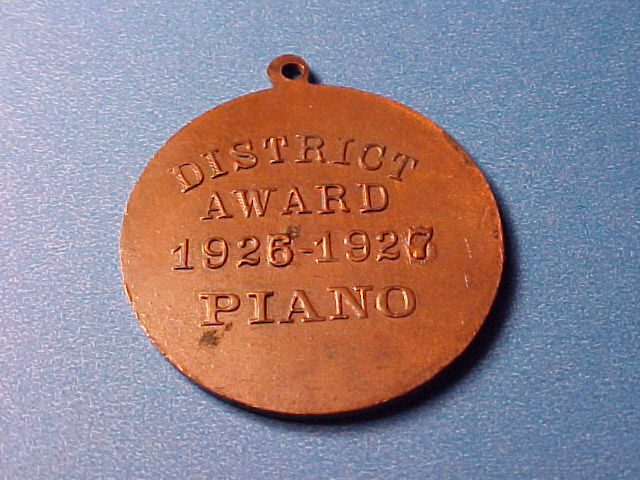 DISTRICT
AWARD
1926-1927
PIANO